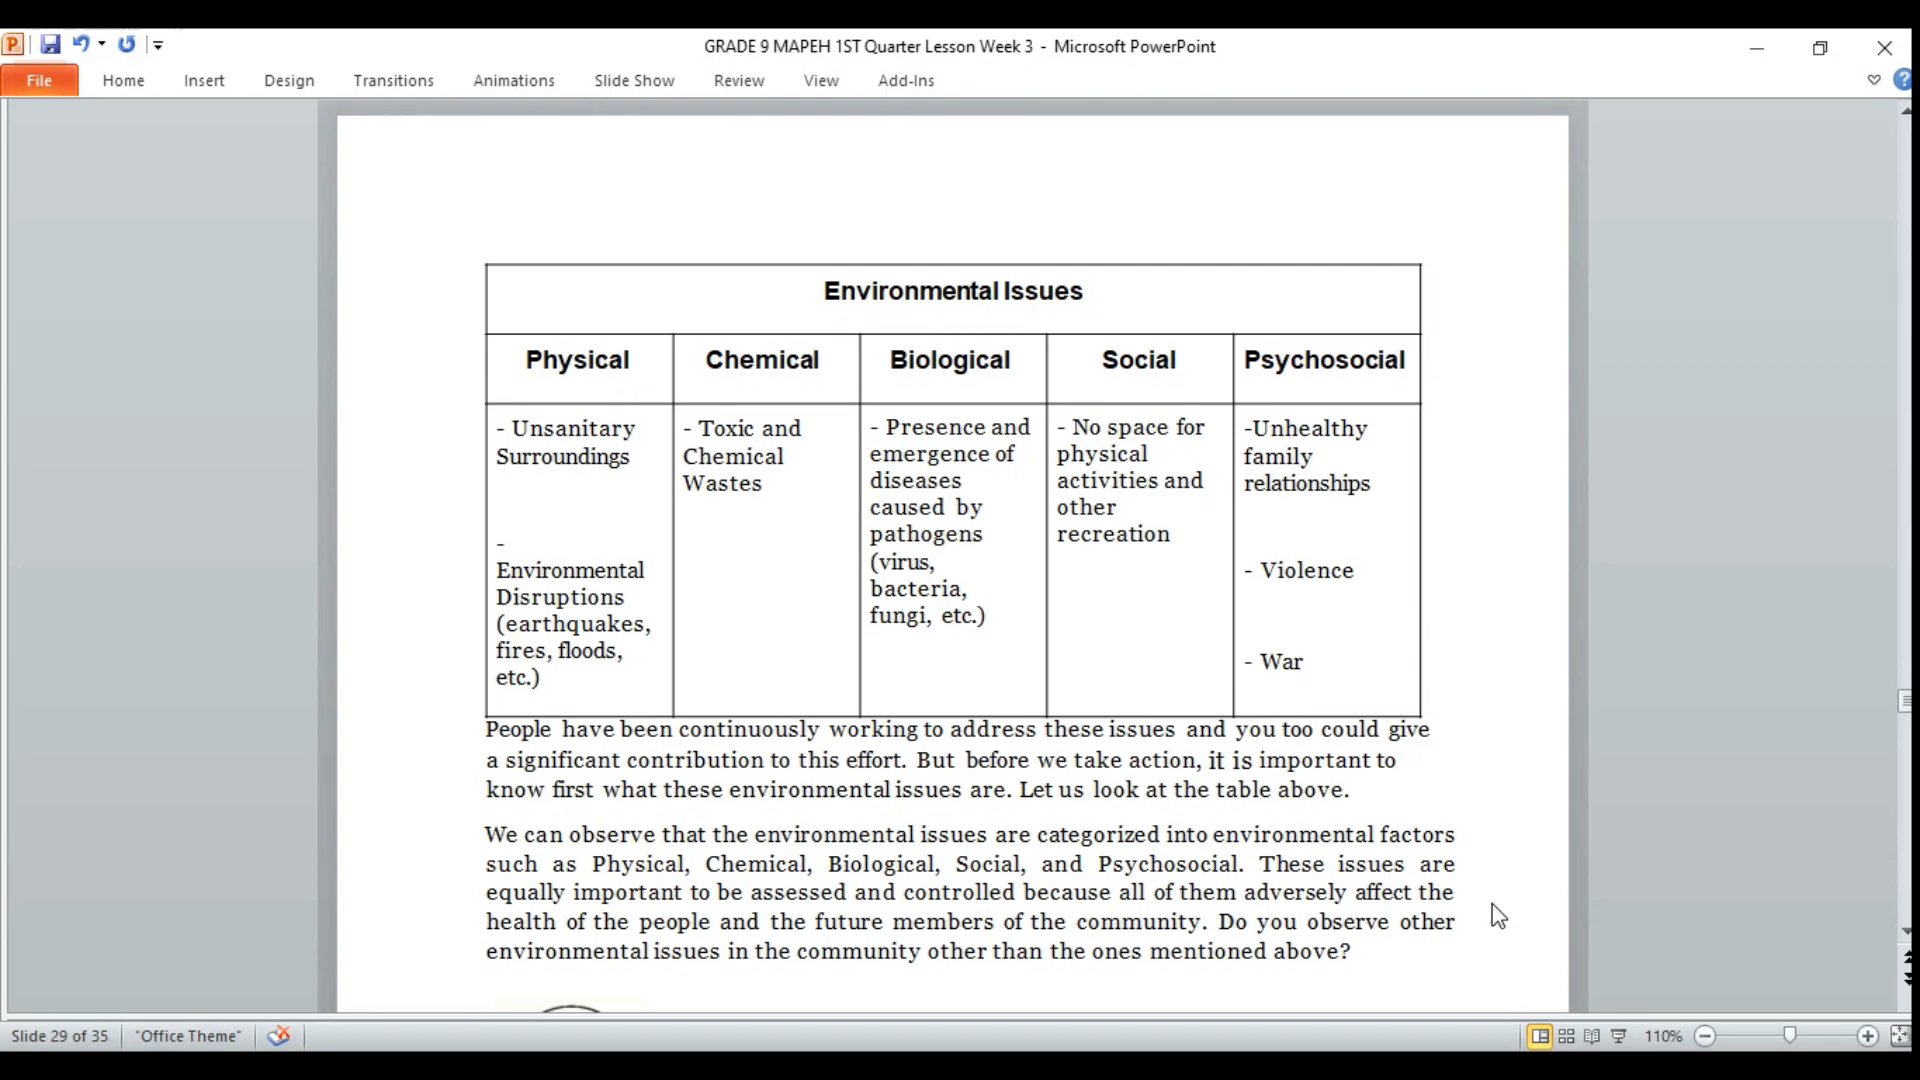 GRADE 9 MAPEH 1ST Quarter Lesson Week 3 - Microsoft PowerPoint
File Home Insert Design Transitions Animations Slide Show Review View Add-Ins
Environmental Issues
Physical
Chemical
Biological
Social
Psychosocial
- Unsanitary
Surroundings
-
Environmental
Disruptions
(earthquakes,
fires, floods,
etc.)
- Toxic and
Chemical
Wastes
- Presence and
emergence of
diseases
caused by
pathogens
(virus,
bacteria,
fungi, etc.)
- No space for
physical
activities and
other
recreation
-Unhealthy
family
relationships
- Violence
- War
People have been continuously working to address these issues and you too could give
a significant contribution to this effort. But before we take action, it is important to
know first what these environmental issues are. Let us look at the table above.
We can observe that the environmental issues are categorized into environmental factors
such as Physical, Chemical, Biological, Social, and Psychosocial. These issues are
equally important to be assessed and controlled because all of them adversely affect the
health of the people and the future members of the community. Do you observe other
environmental issues in the community other than the ones mentioned above?
Slide 29 of 35 "Office Theme" 110%